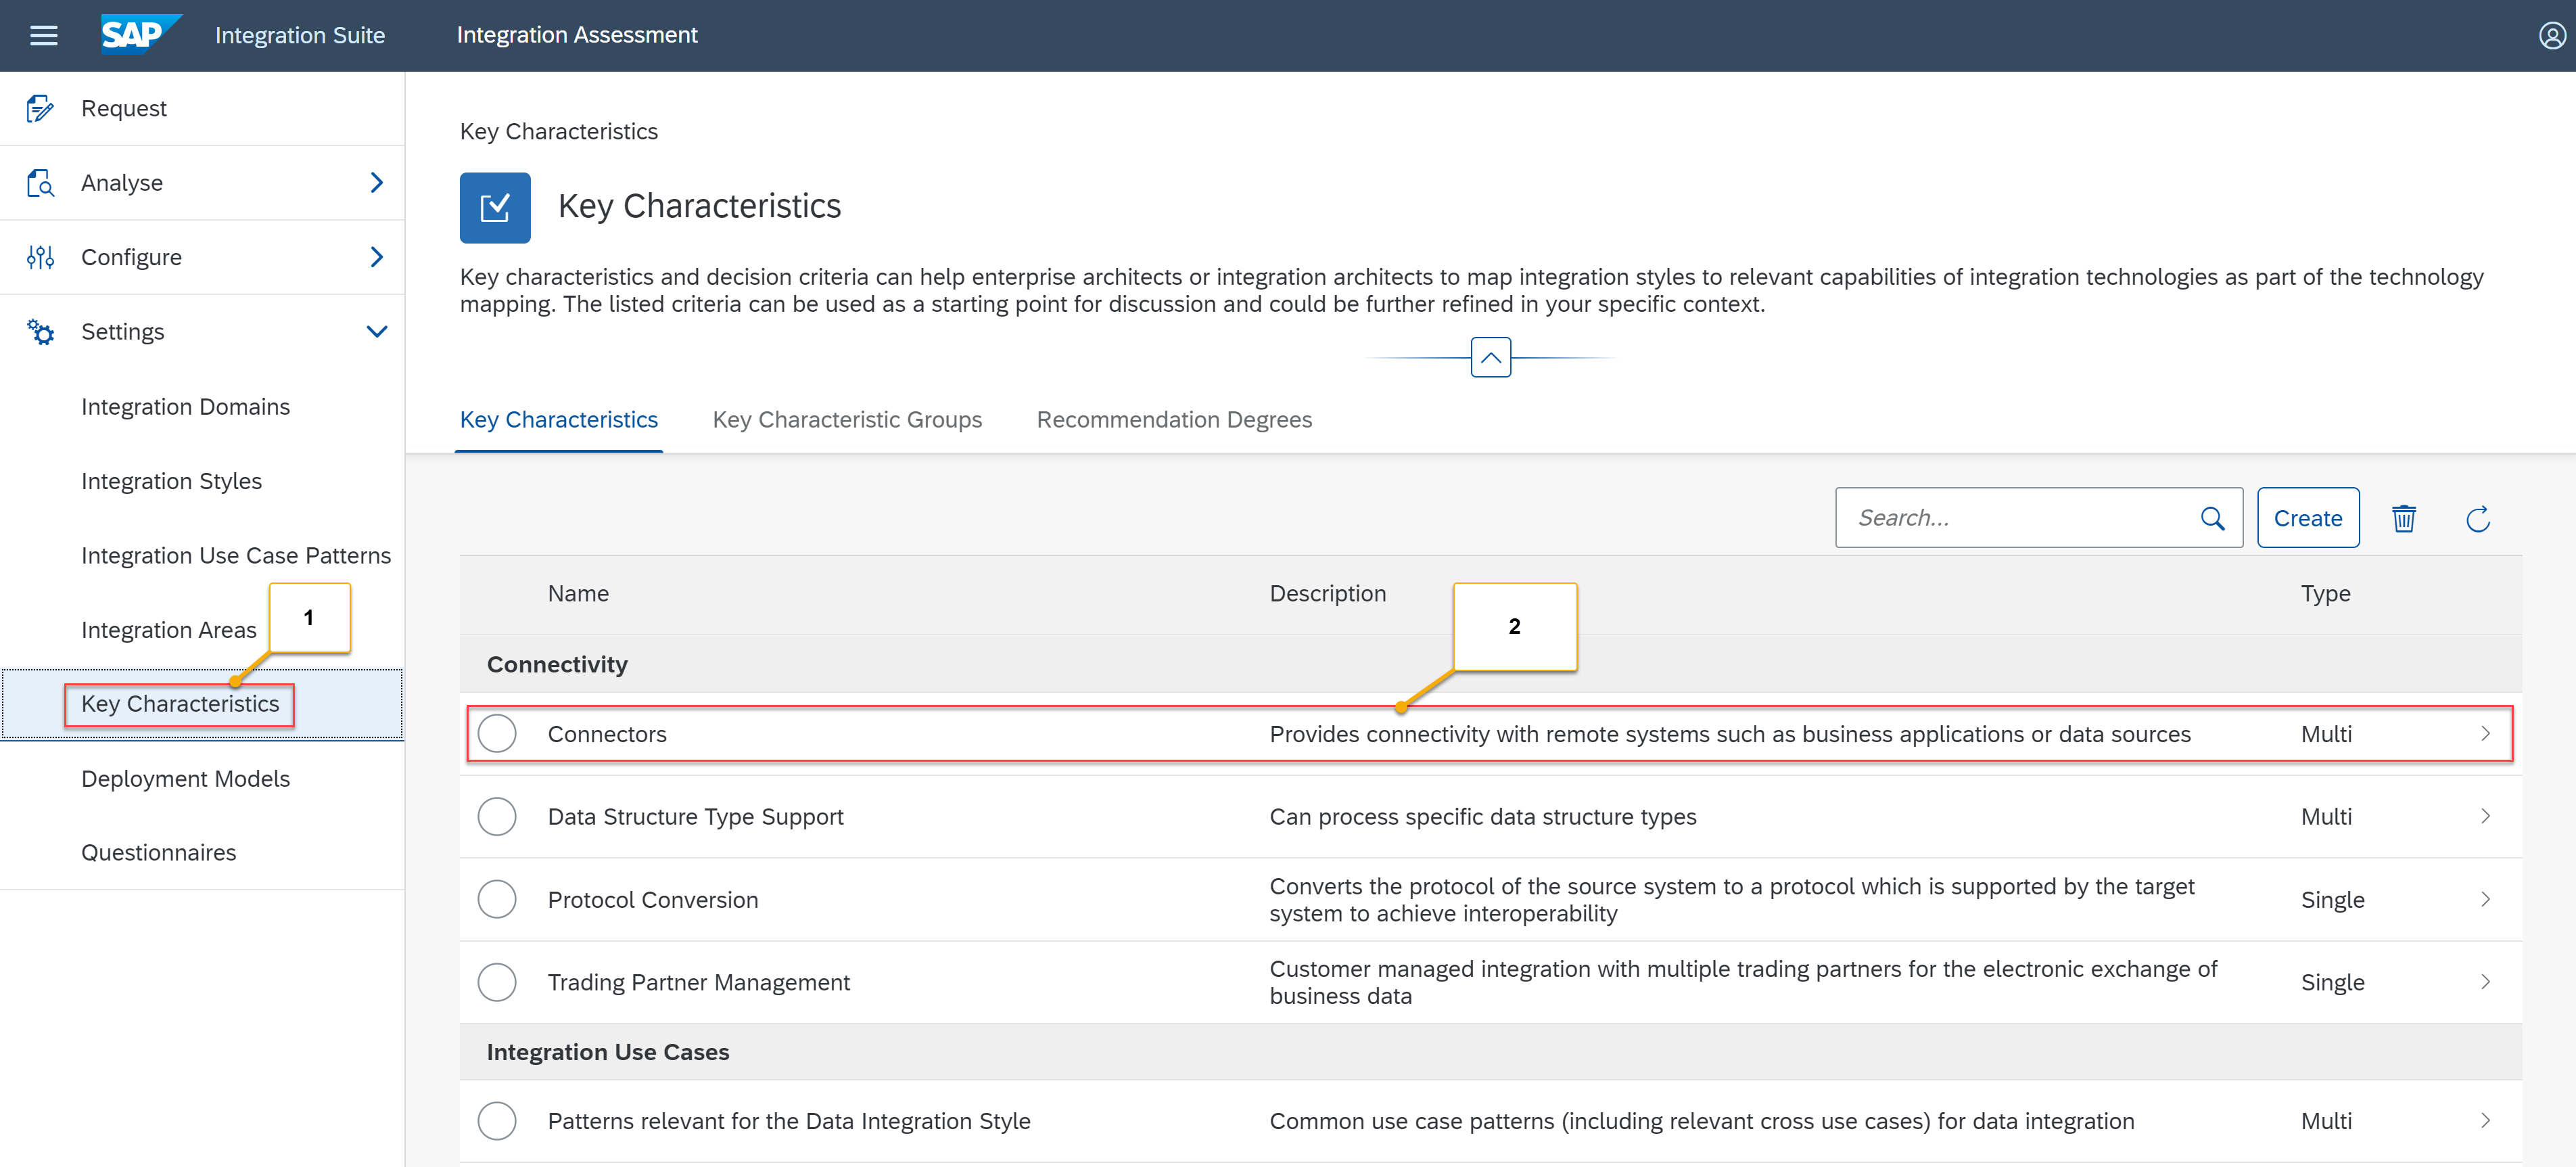 SAP Integration Suite Integration Assessment
Request
Analyse
Configure
Settings
Integration Domains
Integration Styles
Integration Use Case Patterns
Integration Areas
1
Key Characteristics
Deployment Models
Questionnaires
Key Characteristics
Key Characteristics
Key characteristics and decision criteria can help enterprise architects or integration architects to map integration styles to relevant capabilities of integration technologies as part of the technology
mapping. The listed criteria can be used as a starting point for discussion and could be further refined in your specific context.
Key Characteristics Key Characteristic Groups Recommendation Degrees
Search... Create
Name Description Type
2
Connectivity
Connectors Provides connectivity with remote systems such as business applications or data sources Multi
Data Structure Type Support Can process specific data structure types Multi
Protocol Conversion Converts the protocol of the source system to a protocol which is supported by the target
system to achieve interoperability Single
Trading Partner Management Customer managed integration with multiple trading partners for the electronic exchange of
business data Single
Integration Use Cases
Patterns relevant for the Data Integration Style Common use case patterns (including relevant cross use cases) for data integration Multi